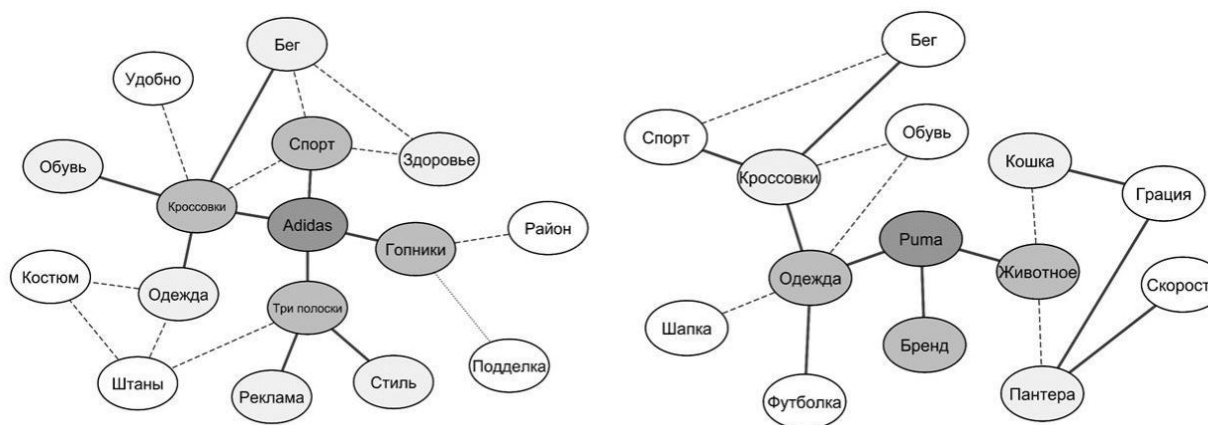 Бег
Удобно
Спорт
Обувь
Здоровье
Кроссовки
Adidas
Район
Гопники
Костюм
Одежда
Три полоски
Штаны
Подделка
Стиль
Реклама
Бег
Спорт
Обувь
Кошка
Кроссовки
Грация
Puma
Животное
Одежда
Скорост
Шапка
Бренд
Пантера
Футболка